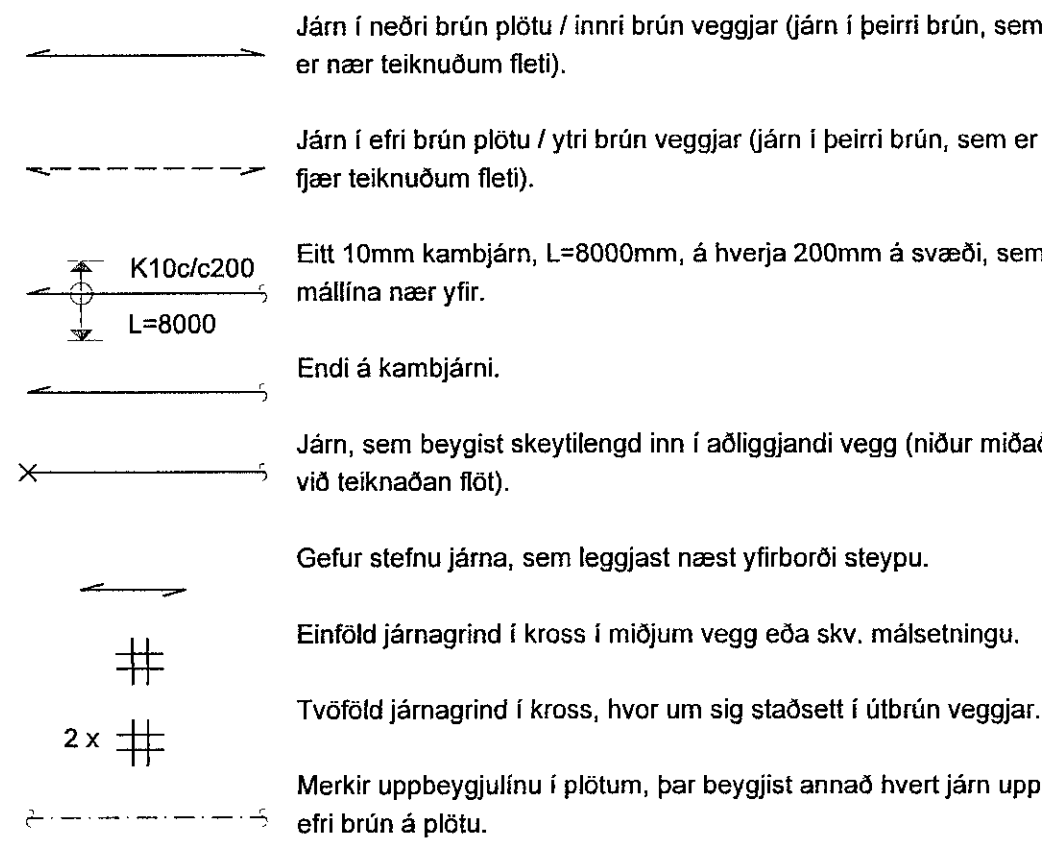 Járn í neðri brún plötu / innri brún veggjar (járn í þeirri brún, sem
er nær teiknuðum fleti).
Járn í efri brún plötu / ytri brún veggjar (járn í þeirri brún, sem er
fjær teiknuðum fleti).
K10c/c200
L=8000
Eitt 10mm kambjárn, L=8000mm, á hverja 200mm á svæði, sem
mállína nær yfir.
Endi á kambjárni.
Járn, sem beygist skeytilengd inn í aðliggjandi vegg (niður miðað
við teiknaðan flöt).
Gefur stefnu járna, sem leggjast næst yfirborði steypu.
Einföld járnagrind í kross í miðjum vegg eða skv. málsetningu.
2 x
Tvöföld járnagrind í kross, hvor um sig staðsett í útbrún veggjar.
Merkir uppbeygjulínu í plötum, þar beygjist annað hvert járn upp
efri brún á plötu.